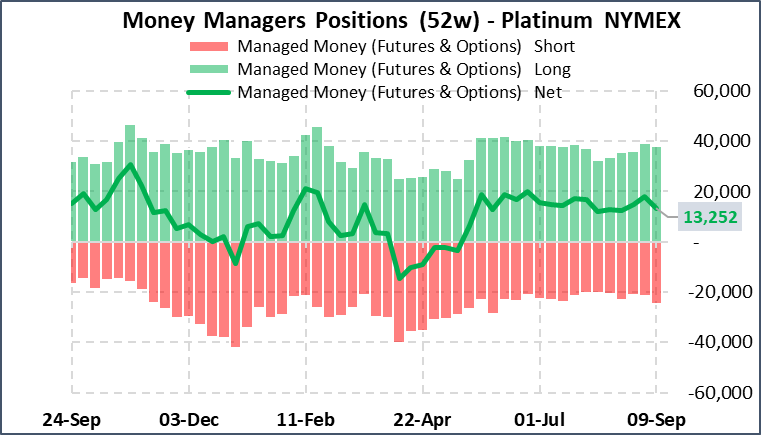 Money Managers Positions (52w) - Platinum NYMEX
Managed Money (Futures & Options) Short
Managed Money (Futures & Options) Long
Managed Money (Futures & Options) Net
60,000
40,000
20,000
13,252
-
-20,000
-40,000
-60,000
24-Sep 03-Dec 11-Feb 22-Apr 01-Jul 09-Sep